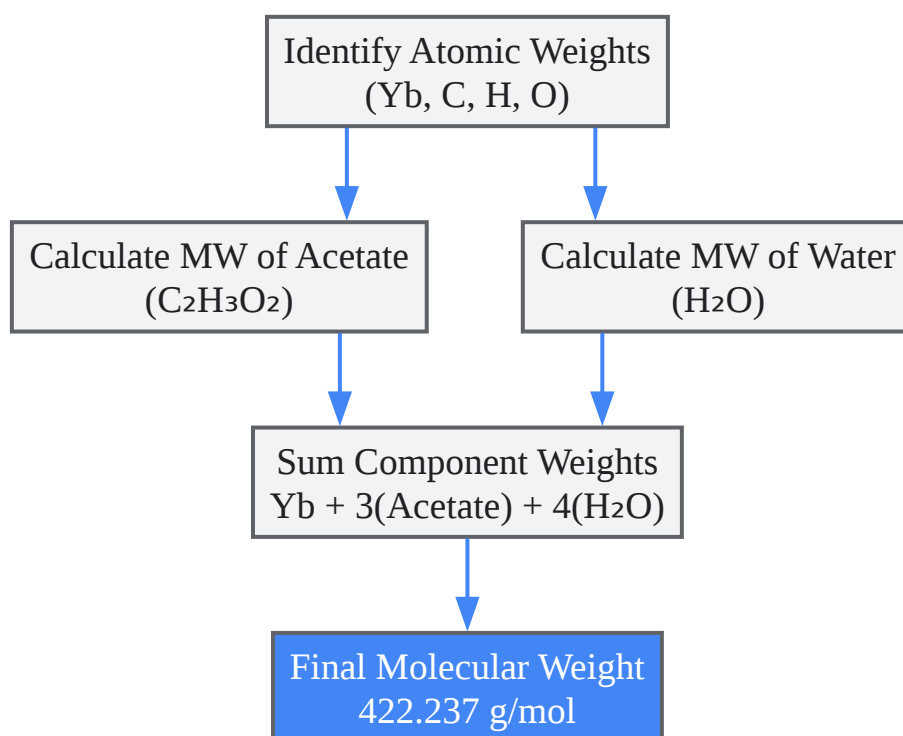 Identify Atomic Weights
(Yb, C, H, O)
Calculate MW of Acetate
(C₂H₃O₂)
Calculate MW of Water
(H₂O)
Sum Component Weights
Yb + 3(Acetate) + 4(H₂O)
Final Molecular Weight
422.237 g/mol